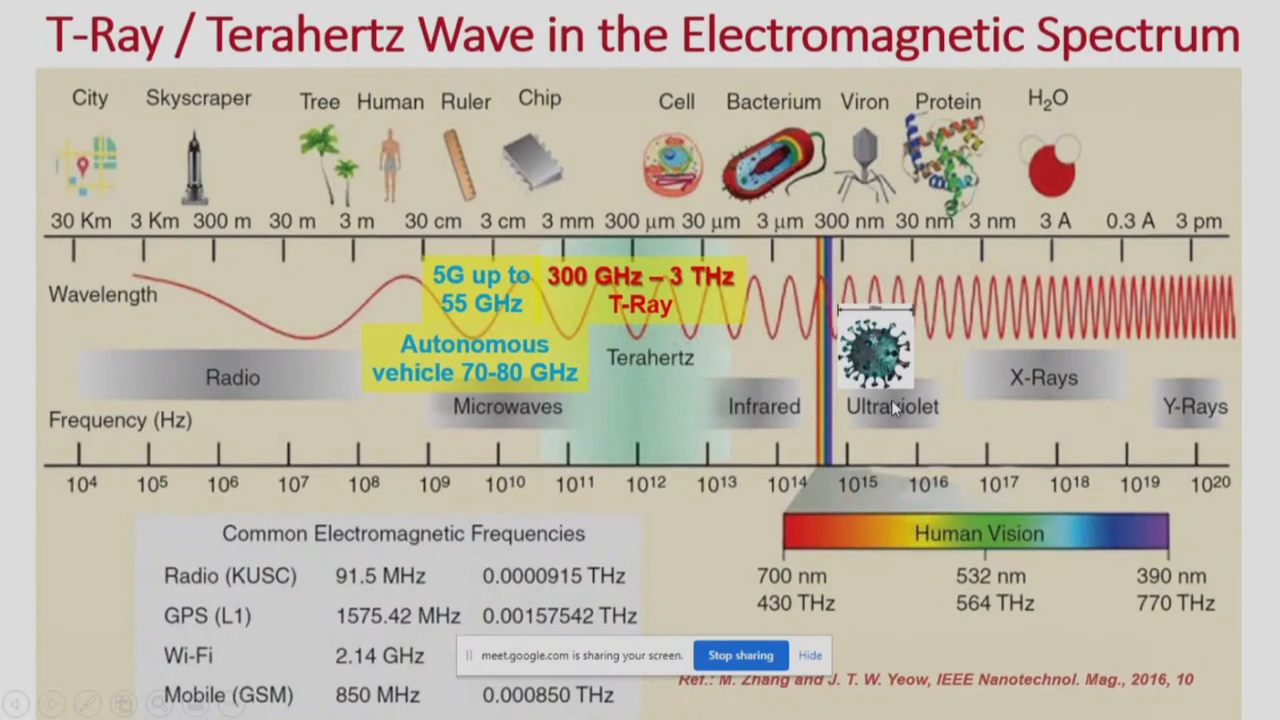 T-Ray / Terahertz Wave in the Electromagnetic Spectrum
City Skyscraper Tree Human Ruler Chip Cell Bacterium Viron Protein H₂O
30 Km 3 Km 300 m 30 m 3 m 30 cm 3 cm 3 mm 300 µm 30 µm 3 µm 300 nm 30 nm 3 nm 3 A 0.3 A 3 pm
Wavelength
5G up to
55 GHz
300 GHz – 3 THz
T-Ray
Autonomous
vehicle 70-80 GHz
Terahertz
Radio
Microwaves
Infrared
Ultraviolet
X-Rays
Y-Rays
Frequency (Hz)
10⁴ 10⁵ 10⁶ 10⁷ 10⁸ 10⁹ 10¹⁰ 10¹¹ 10¹² 10¹³ 10¹⁴ 10¹⁵ 10¹⁶ 10¹⁷ 10¹⁸ 10¹⁹ 10²⁰
Human Vision
700 nm 532 nm 390 nm
430 THz 564 THz 770 THz
Common Electromagnetic Frequencies
Radio (KUSC) 91.5 MHz 0.0000915 THz
GPS (L1) 1575.42 MHz 0.00157542 THz
Wi-Fi 2.14 GHz
Mobile (GSM) 850 MHz 0.000850 THz
meet.google.com is sharing your screen. Stop sharing Hide
Ref.: M. Zhang and J. T. W. Yeow, IEEE Nanotechnol. Mag., 2016, 10